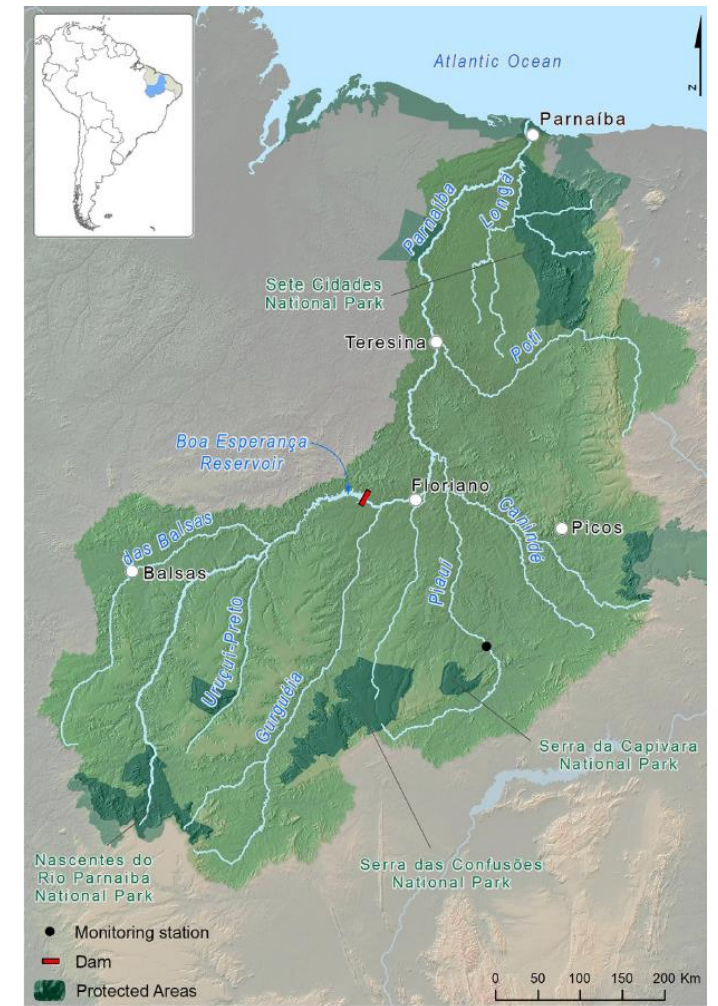 Atlantic Ocean
N
Parnaíba
Parnaíba
Longá
Sete Cidades
National Park
Teresina
Poti
Boa Esperança
Reservoir
Floriano
Canindé
Picos
das Balsas
Balsas
Piauí
Uruçuí-Preto
Gurguéia
Serra da Capivara
National Park
Nascentes do
Rio Parnaíba
National Park
Serra das Confusões
National Park
Monitoring station
Dam
Protected Areas
0 50 100 150 200 Km